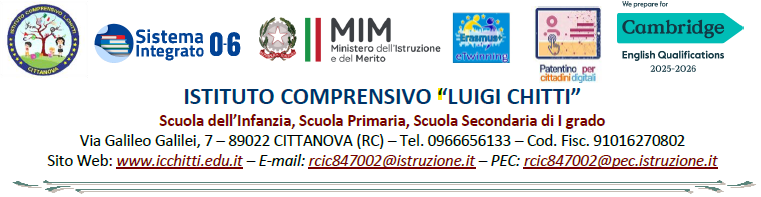 ISTITUTO COMPRENSIVO L.CHITTI
CITTANOVA
Sistema
Integrato 0-6
MIM
Ministero dell'Istruzione
e del Merito
Erasmus+
eTwinning
Patentino per
cittadini digitali
We prepare for
Cambridge
English Qualifications
2025-2026
ISTITUTO COMPRENSIVO “LUIGI CHITTI”
Scuola dell’Infanzia, Scuola Primaria, Scuola Secondaria di I grado
Via Galileo Galilei, 7 – 89022 CITTANOVA (RC) – Tel. 0966656133 – Cod. Fisc. 91016270802
Sito Web: www.icchitti.edu.it – E-mail: rcic847002@istruzione.it – PEC: rcic847002@pec.istruzione.it